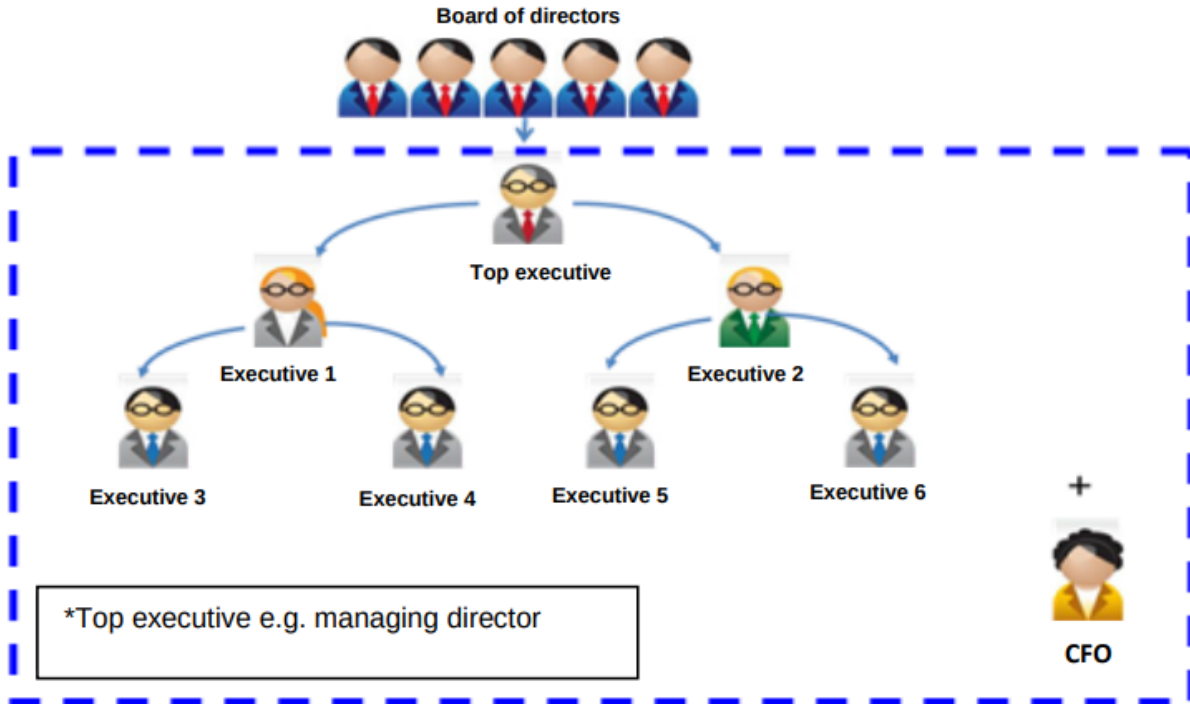 Board of directors
Top executive
Executive 1
Executive 2
Executive 3
Executive 4
Executive 5
Executive 6
+
CFO
*Top executive e.g. managing director